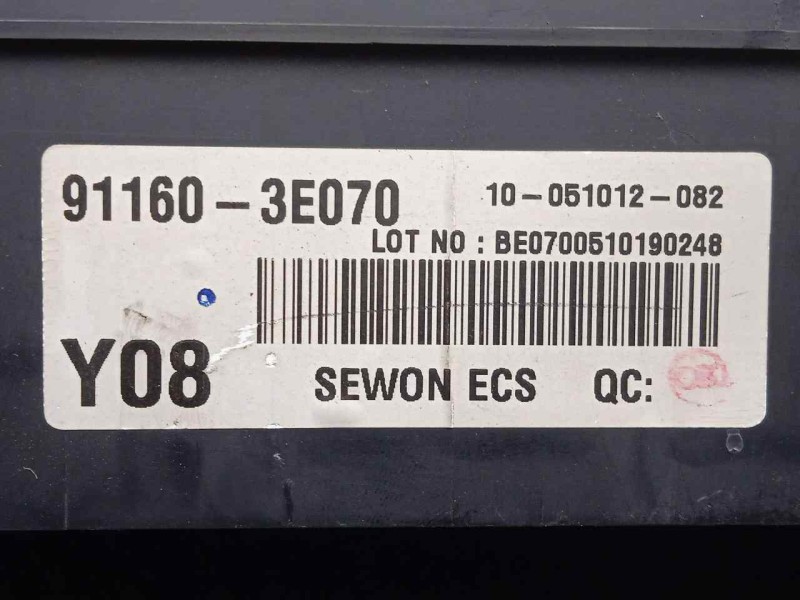 91160-3E070 10-051012-082
LOT NO : BE0700510190248
Y08 SEWON ECS QC: